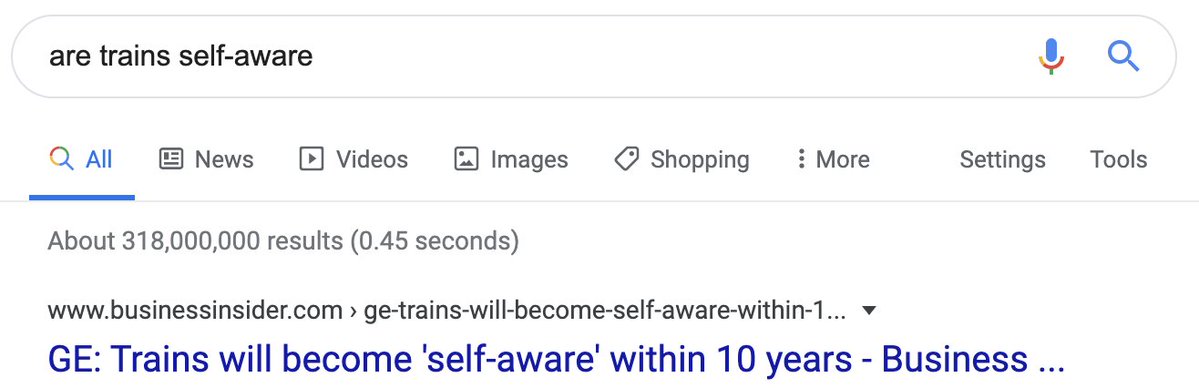 are trains self-aware
All News Videos Images Shopping More Settings Tools
About 318,000,000 results (0.45 seconds)
www.businessinsider.com › ge-trains-will-become-self-aware-within-1...
GE: Trains will become 'self-aware' within 10 years - Business ...